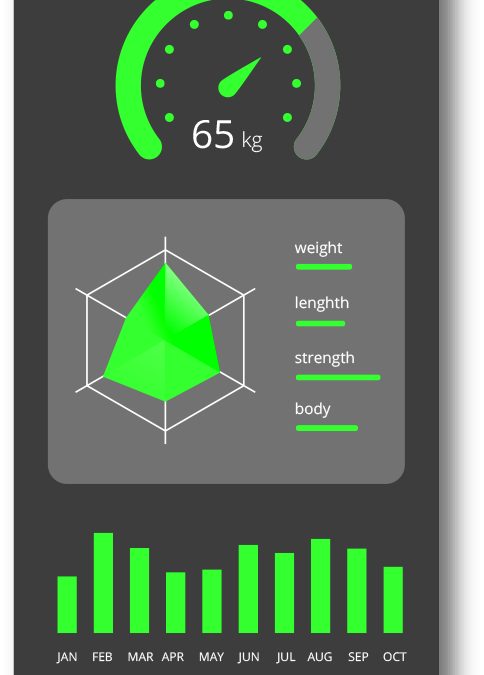 65 kg
weight
lenghth
strength
body
JAN FEB MAR APR MAY JUN JUL AUG SEP OCT